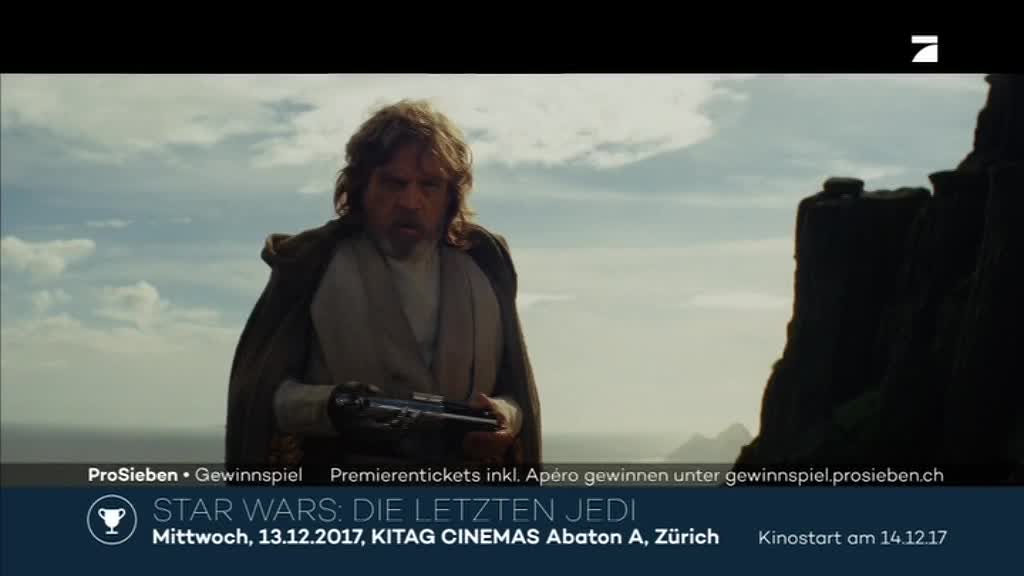 ProSieben • Gewinnspiel Premierentickets inkl. Apéro gewinnen unter gewinnspiel.prosieben.ch
STAR WARS: DIE LETZTEN JEDI
Mittwoch, 13.12.2017, KITAG CINEMAS Abaton A, Zürich Kinostart am 14.12.17